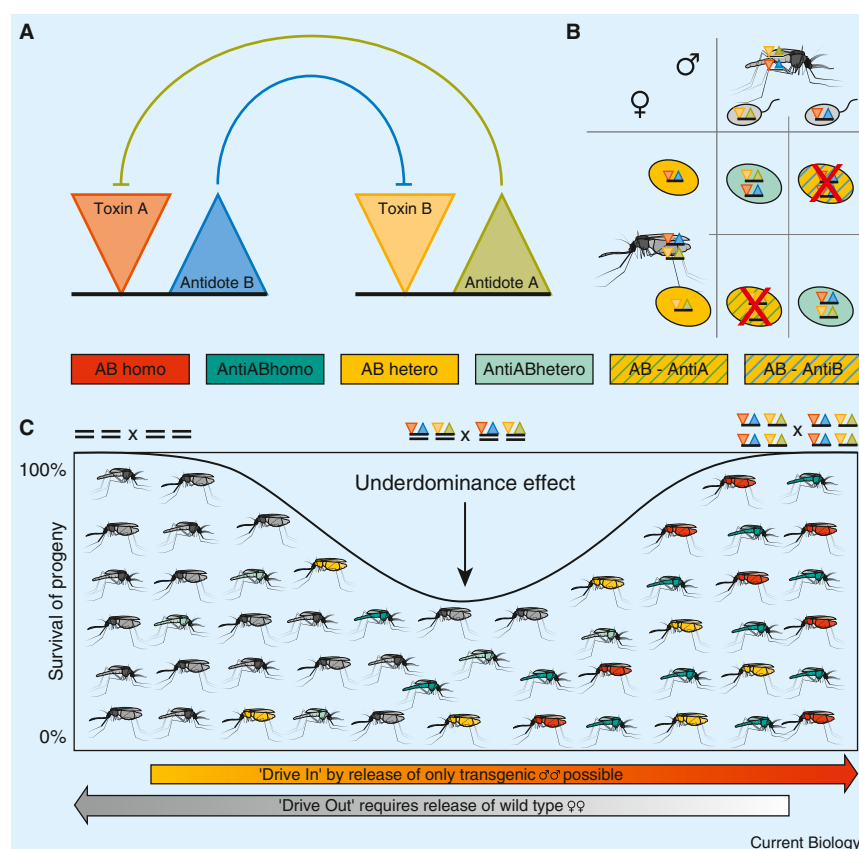 A
B
♂
♀
Toxin A
Toxin B
Antidote B
Antidote A
AB homo
AntiABhomo
AB hetero
AntiABhetero
AB - AntiA
AB - AntiB
C
x
x
x
100%
Underdominance effect
Survival of progeny
0%
'Drive In' by release of only transgenic ♂♂ possible
'Drive Out' requires release of wild type ♀♀
Current Biology